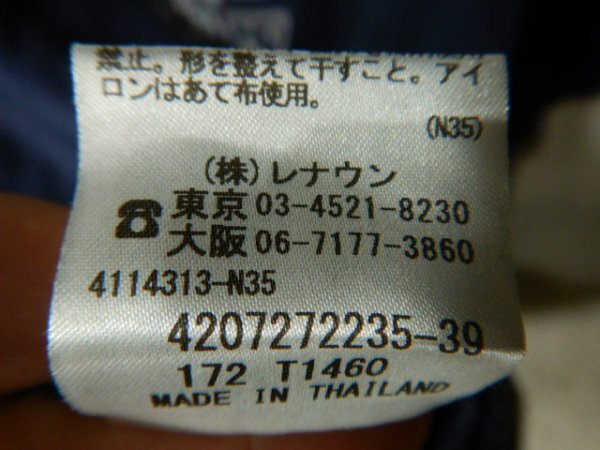 禁止。形を整えて干すこと。アイ
ロンはあて布使用。
(N35)
(株)レナウン
☎東京 03-4521-8230
大阪 06-7177-3860
4114313-N35
4207272235-39
172 T1460
MADE IN THAILAND